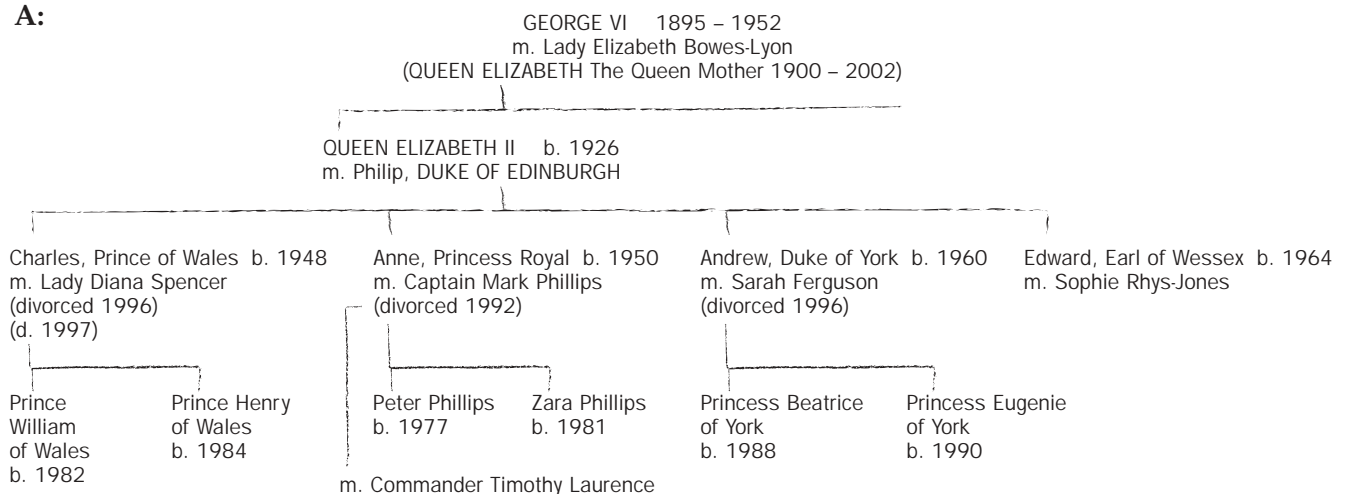 A:
GEORGE VI 1895 – 1952
m. Lady Elizabeth Bowes-Lyon
(QUEEN ELIZABETH The Queen Mother 1900 – 2002)
QUEEN ELIZABETH II b. 1926
m. Philip, DUKE OF EDINBURGH
Charles, Prince of Wales b. 1948
m. Lady Diana Spencer
(divorced 1996)
(d. 1997)
Anne, Princess Royal b. 1950
m. Captain Mark Phillips
(divorced 1992)
Andrew, Duke of York b. 1960
m. Sarah Ferguson
(divorced 1996)
Edward, Earl of Wessex b. 1964
m. Sophie Rhys-Jones
Prince
William
of Wales
b. 1982
Prince Henry
of Wales
b. 1984
Peter Phillips
b. 1977
Zara Phillips
b. 1981
Princess Beatrice
of York
b. 1988
Princess Eugenie
of York
b. 1990
m. Commander Timothy Laurence